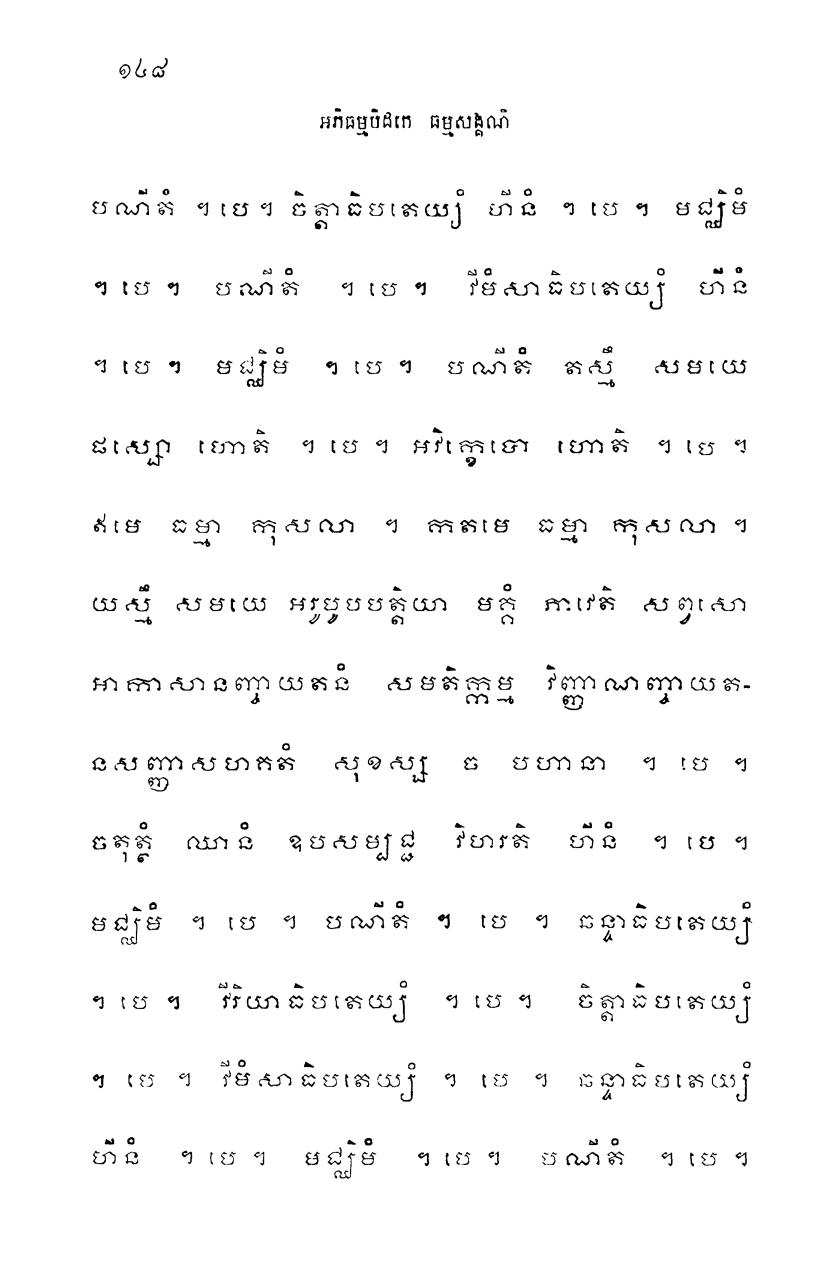 ១៤៨
អភិធម្មបិដកេ ធម្មសង្គណី
បណីតំ ។ បេ ។ ចិត្តាធិបតេយ្យំ ហីនំ ។ បេ ។ មជ្ឈិមំ
។ បេ ។ បណីតំ ។ បេ ។ វីមំសាធិបតេយ្យំ ហីនំ
។ បេ ។ មជ្ឈិមំ ។ បេ ។ បណីតំ តស្មឹ សមយេ
ផស្សោ ហោតិ ។ បេ ។ អវិក្ខេបោ ហោតិ ។ បេ ។
ឥមេ ធម្មា កុសលា ។ កតមេ ធម្មា កុសលា ។
យស្មឹ សមយេ អរូបូបបត្តិយា មគ្គំ ភាវេតិ សព្វសោ
អាកាសានញ្ចាយតនំ សមតិក្កម្ម វិញ្ញាណញ្ចាយត-
នសញ្ញាសហគតំ សុខស្ស ច បហានា ។ បេ ។
ចតុត្ថំ ឈានំ ឧបសម្បជ្ជ វិហរតិ ហីនំ ។ បេ ។
មជ្ឈិមំ ។ បេ ។ បណីតំ ។ បេ ។ ឆន្ទាធិបតេយ្យំ
។ បេ ។ វីរិយាធិបតេយ្យំ ។ បេ ។ ចិត្តាធិបតេយ្យំ
។ បេ ។ វីមំសាធិបតេយ្យំ ។ បេ ។ ឆន្ទាធិបតេយ្យំ
ហីនំ ។ បេ ។ មជ្ឈិមំ ។ បេ ។ បណីតំ ។ បេ ។